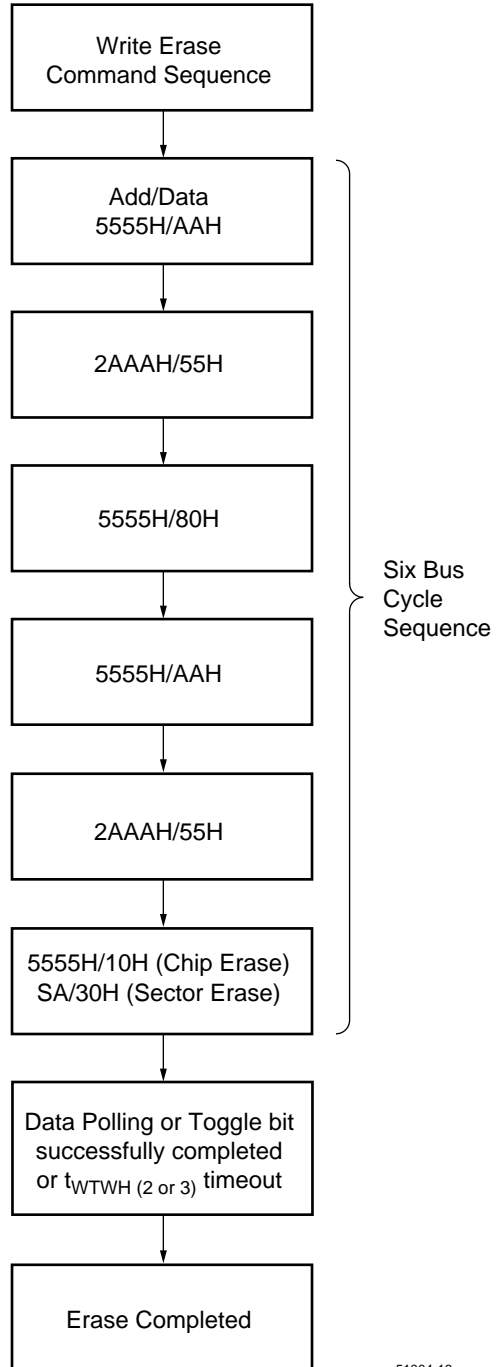 Write Erase
Command Sequence
Add/Data
5555H/AAH
2AAAH/55H
5555H/80H
5555H/AAH
2AAAH/55H
5555H/10H (Chip Erase)
SA/30H (Sector Erase)
Six Bus
Cycle
Sequence
Data Polling or Toggle bit
successfully completed
or tWTWH (2 or 3) timeout
Erase Completed